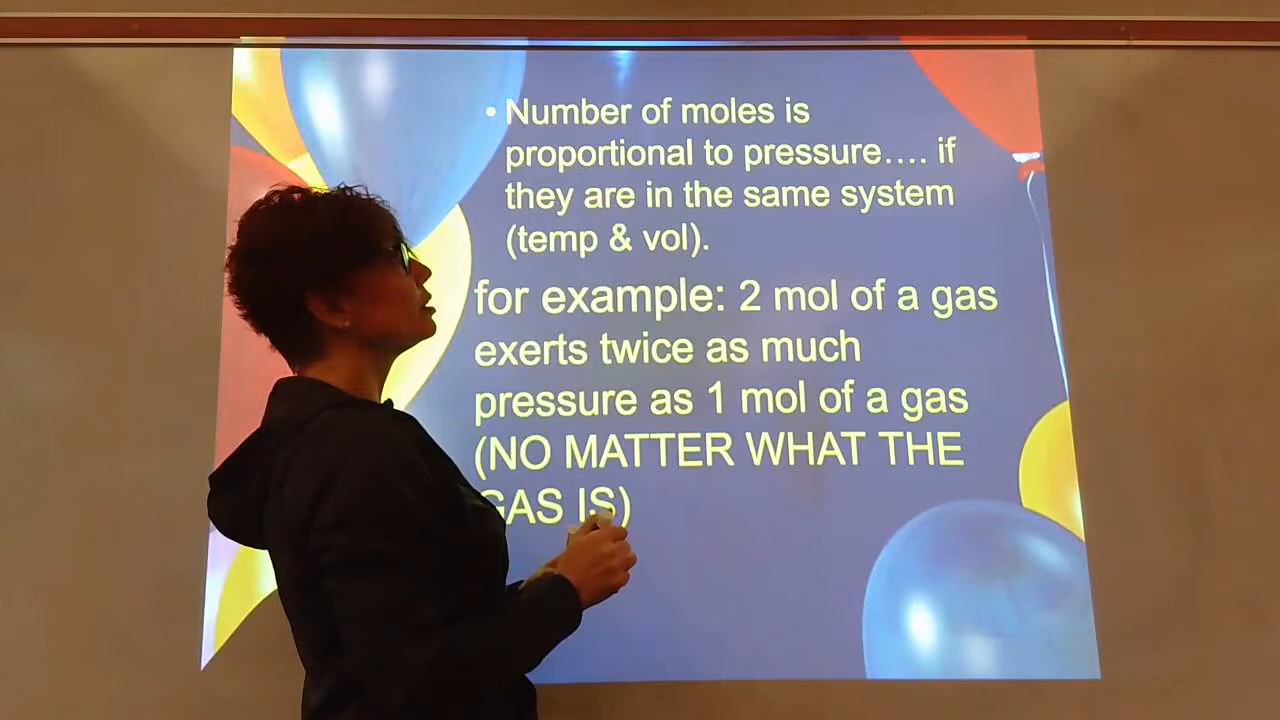 • Number of moles is
proportional to pressure.... if
they are in the same system
(temp & vol).
for example: 2 mol of a gas
exerts twice as much
pressure as 1 mol of a gas
(NO MATTER WHAT THE
GAS IS)